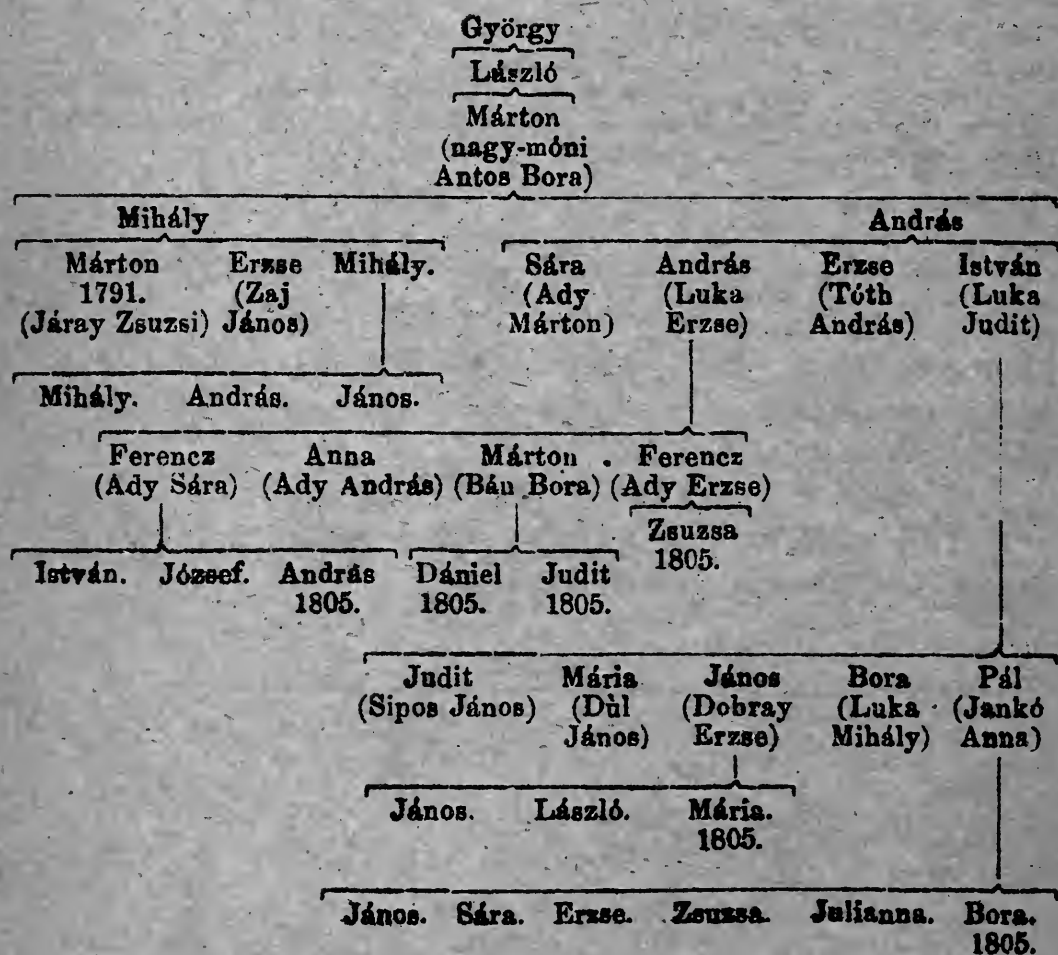 György
László
Márton
(nagy-móni
Antos Bora)
Mihály András
Márton Erzse Mihály. Sára András Erzse István
1791. (Zaj (Ady (Luka (Tóth (Luka
(Járay Zsuzsi) János) Márton) Erzse) András) Judit)
Mihály. András. János.
Ferencz Anna Márton . Ferencz
(Ady Sára) (Ady András) (Báu Bora) (Ady Erzse)
Zsuzsa
1805.
István. József. András Dániel Judit
1805. 1805. 1805.
Judit Mária János Bora Pál
(Sipos János) (Dùl (Dobray (Luka (Jankó
János) Erzse) Mihály) Anna)
János. László. Mária.
1805.
János. Sára. Erzse. Zsuzsa. Julianna. Bora.
1805.